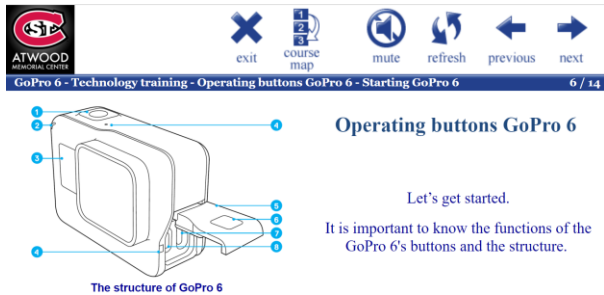 ATWOOD
MEMORIAL CENTER
exit
1
2
3
course
map
mute
refresh
previous
next
GoPro 6 - Technology training - Operating buttons GoPro 6 - Starting GoPro 6
6 / 14
1
2
3
4
4
5
6
7
8
The structure of GoPro 6
Operating buttons GoPro 6
Let's get started.
It is important to know the functions of the
GoPro 6's buttons and the structure.